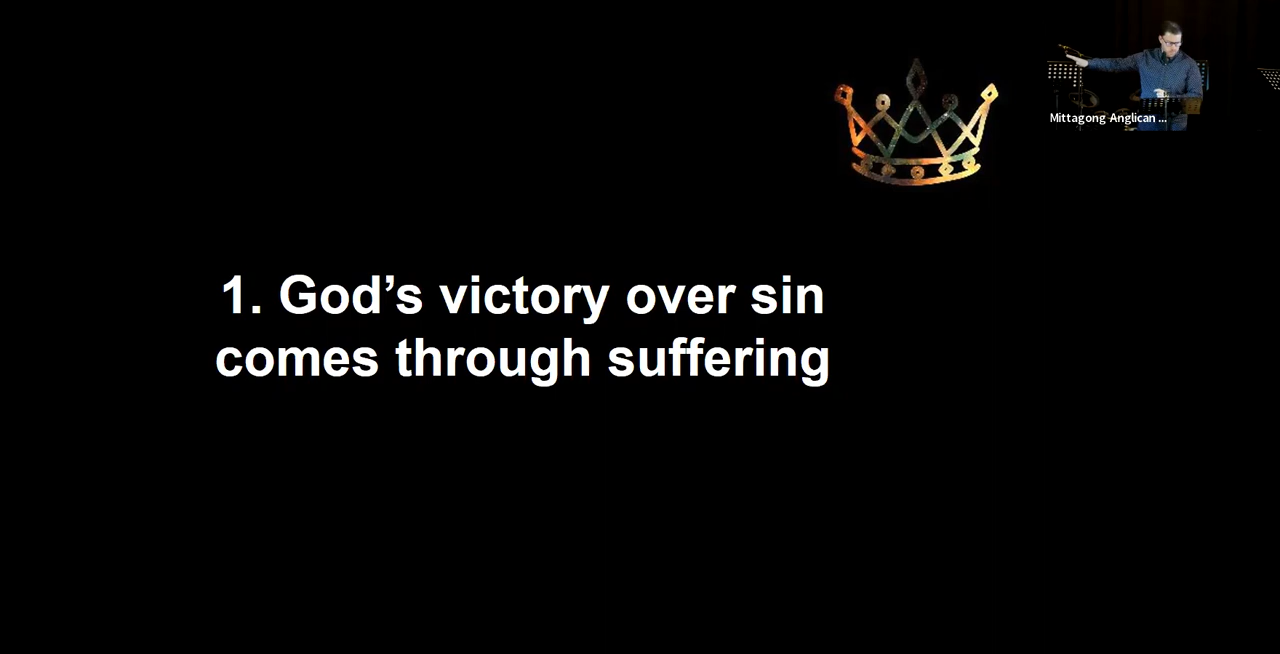 Mittagong Anglican ...
1. God’s victory over sin
comes through suffering